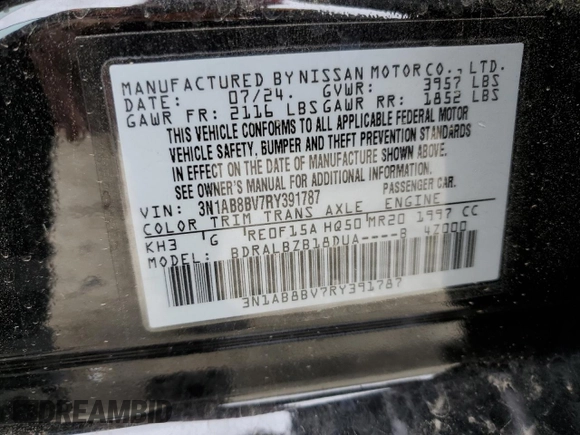 MANUFACTURED BY NISSAN MOTOR CO., LTD.
DATE: 07/24. GVWR: 3957 LBS
GAWR FR: 2116 LBS GAWR RR: 1852 LBS
THIS VEHICLE CONFORMS TO ALL APPLICABLE FEDERAL MOTOR
VEHICLE SAFETY, BUMPER AND THEFT PREVENTION STANDARDS
IN EFFECT ON THE DATE OF MANUFACTURE SHOWN ABOVE.
SEE OWNER'S MANUAL FOR ADDITIONAL INFORMATION.
VIN: 3N1AB8BV7RY391787 PASSENGER CAR.
COLOR TRIM TRANS AXLE ENGINE
KH3 G RE0F15A HQ50 MR20 1997 CC
MODEL: BDRALBZB18DUA----B 47000
3N1AB8BV7RY391787
DREAMBID